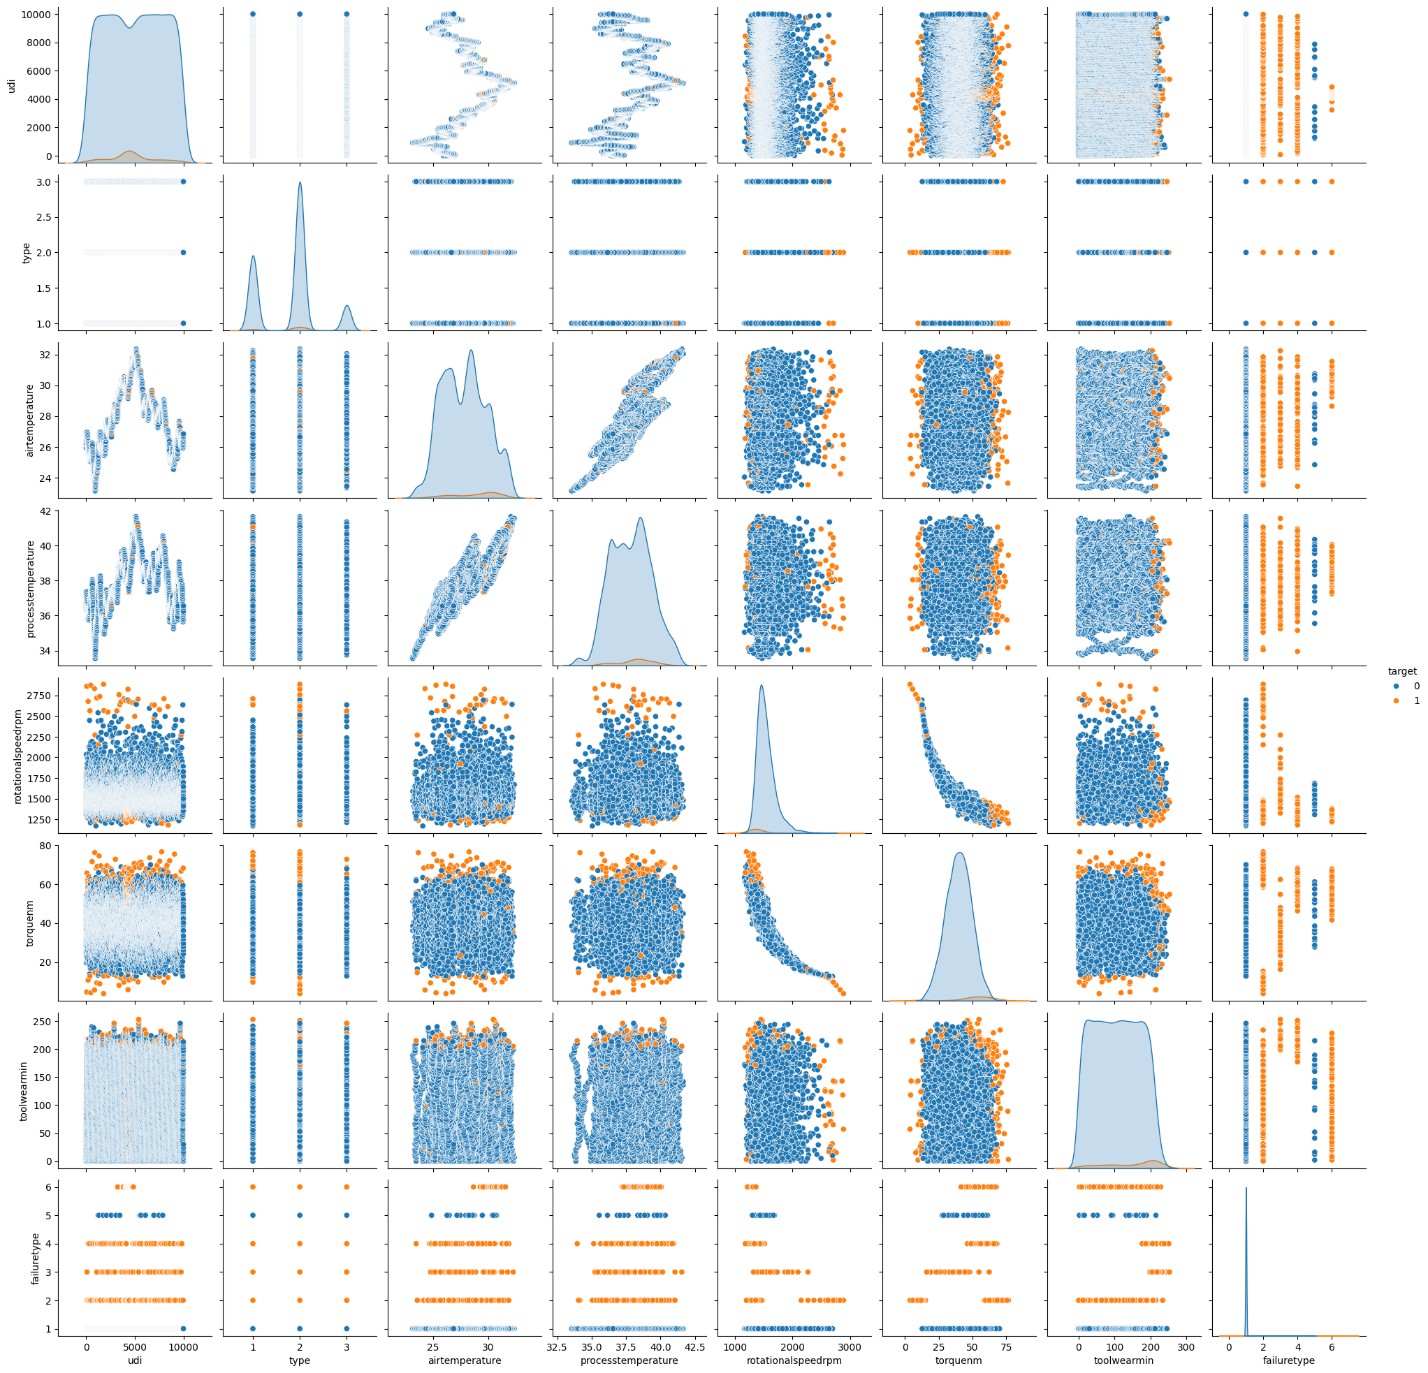 10000
8000
6000
4000
2000
0
udi
3.0
2.5
2.0
1.5
1.0
type
32
30
28
26
24
airtemperature
42
40
38
36
34
processtemperature
2750
2500
2250
2000
1750
1500
1250
rotationalspeedrpm
target
0
1
80
60
40
20
torquenm
250
200
150
100
50
0
toolwearmin
6
5
4
3
2
1
failuretype
0 5000 10000
udi
1 2 3
type
25 30
airtemperature
32.5 35.0 37.5 40.0 42.5
processtemperature
1000 2000 3000
rotationalspeedrpm
0 25 50 75
torquenm
0 100 200 300
toolwearmin
0 2 4 6
failuretype